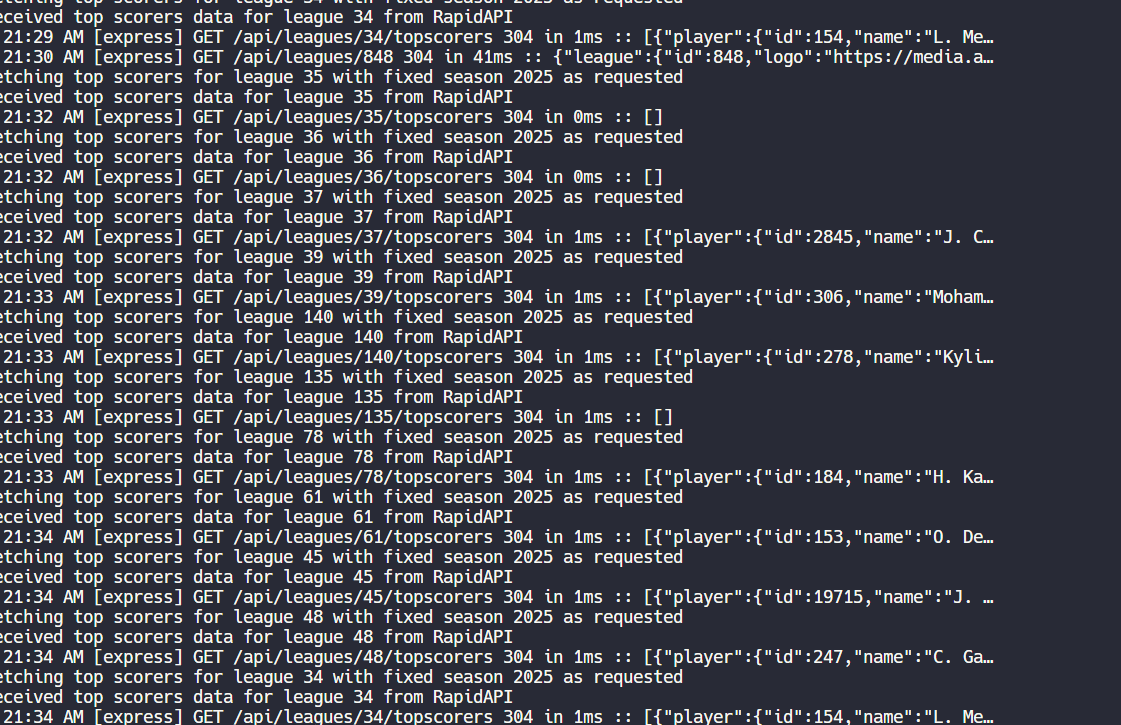 etching top scorers for league 34 with fixed season 2025 as requested
eceived top scorers data for league 34 from RapidAPI
21:29 AM [express] GET /api/leagues/34/topscorers 304 in 1ms :: [{"player":{"id":154,"name":"L. Me…
21:30 AM [express] GET /api/leagues/848 304 in 41ms :: {"league":{"id":848,"logo":"https://media.a…
etching top scorers for league 35 with fixed season 2025 as requested
eceived top scorers data for league 35 from RapidAPI
21:32 AM [express] GET /api/leagues/35/topscorers 304 in 0ms :: []
etching top scorers for league 36 with fixed season 2025 as requested
eceived top scorers data for league 36 from RapidAPI
21:32 AM [express] GET /api/leagues/36/topscorers 304 in 0ms :: []
etching top scorers for league 37 with fixed season 2025 as requested
eceived top scorers data for league 37 from RapidAPI
21:32 AM [express] GET /api/leagues/37/topscorers 304 in 1ms :: [{"player":{"id":2845,"name":"J. C…
etching top scorers for league 39 with fixed season 2025 as requested
eceived top scorers data for league 39 from RapidAPI
21:33 AM [express] GET /api/leagues/39/topscorers 304 in 1ms :: [{"player":{"id":306,"name":"Moham…
etching top scorers for league 140 with fixed season 2025 as requested
eceived top scorers data for league 140 from RapidAPI
21:33 AM [express] GET /api/leagues/140/topscorers 304 in 1ms :: [{"player":{"id":278,"name":"Kyli…
etching top scorers for league 135 with fixed season 2025 as requested
eceived top scorers data for league 135 from RapidAPI
21:33 AM [express] GET /api/leagues/135/topscorers 304 in 1ms :: []
etching top scorers for league 78 with fixed season 2025 as requested
eceived top scorers data for league 78 from RapidAPI
21:33 AM [express] GET /api/leagues/78/topscorers 304 in 1ms :: [{"player":{"id":184,"name":"H. Ka…
etching top scorers for league 61 with fixed season 2025 as requested
eceived top scorers data for league 61 from RapidAPI
21:34 AM [express] GET /api/leagues/61/topscorers 304 in 1ms :: [{"player":{"id":153,"name":"O. De…
etching top scorers for league 45 with fixed season 2025 as requested
eceived top scorers data for league 45 from RapidAPI
21:34 AM [express] GET /api/leagues/45/topscorers 304 in 1ms :: [{"player":{"id":19715,"name":"J. …
etching top scorers for league 48 with fixed season 2025 as requested
eceived top scorers data for league 48 from RapidAPI
21:34 AM [express] GET /api/leagues/48/topscorers 304 in 1ms :: [{"player":{"id":247,"name":"C. Ga…
etching top scorers for league 34 with fixed season 2025 as requested
eceived top scorers data for league 34 from RapidAPI
21:34 AM [express] GET /api/leagues/34/topscorers 304 in 1ms :: [{"player":{"id":154,"name":"L. Me…